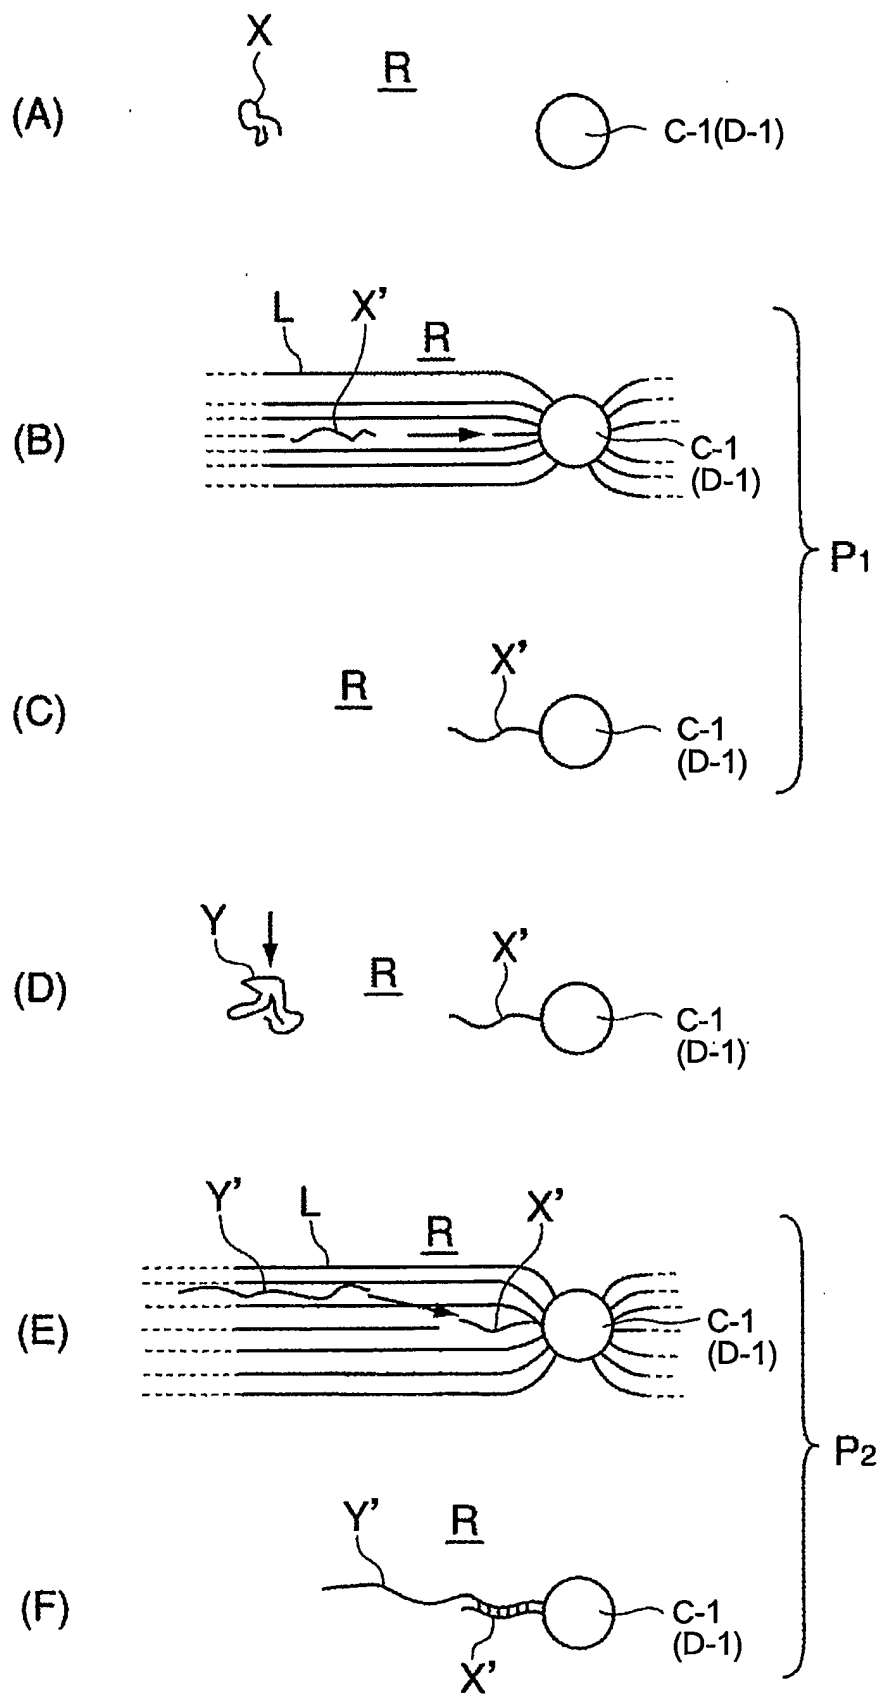 X
R
(A)
C-1(D-1)
L
X'
R
(B)
C-1
(D-1)
P1
X'
R
(C)
C-1
(D-1)
Y
X'
R
(D)
C-1
(D-1)
Y'
L
X'
R
(E)
C-1
(D-1)
P2
Y'
R
(F)
C-1
(D-1)
X'